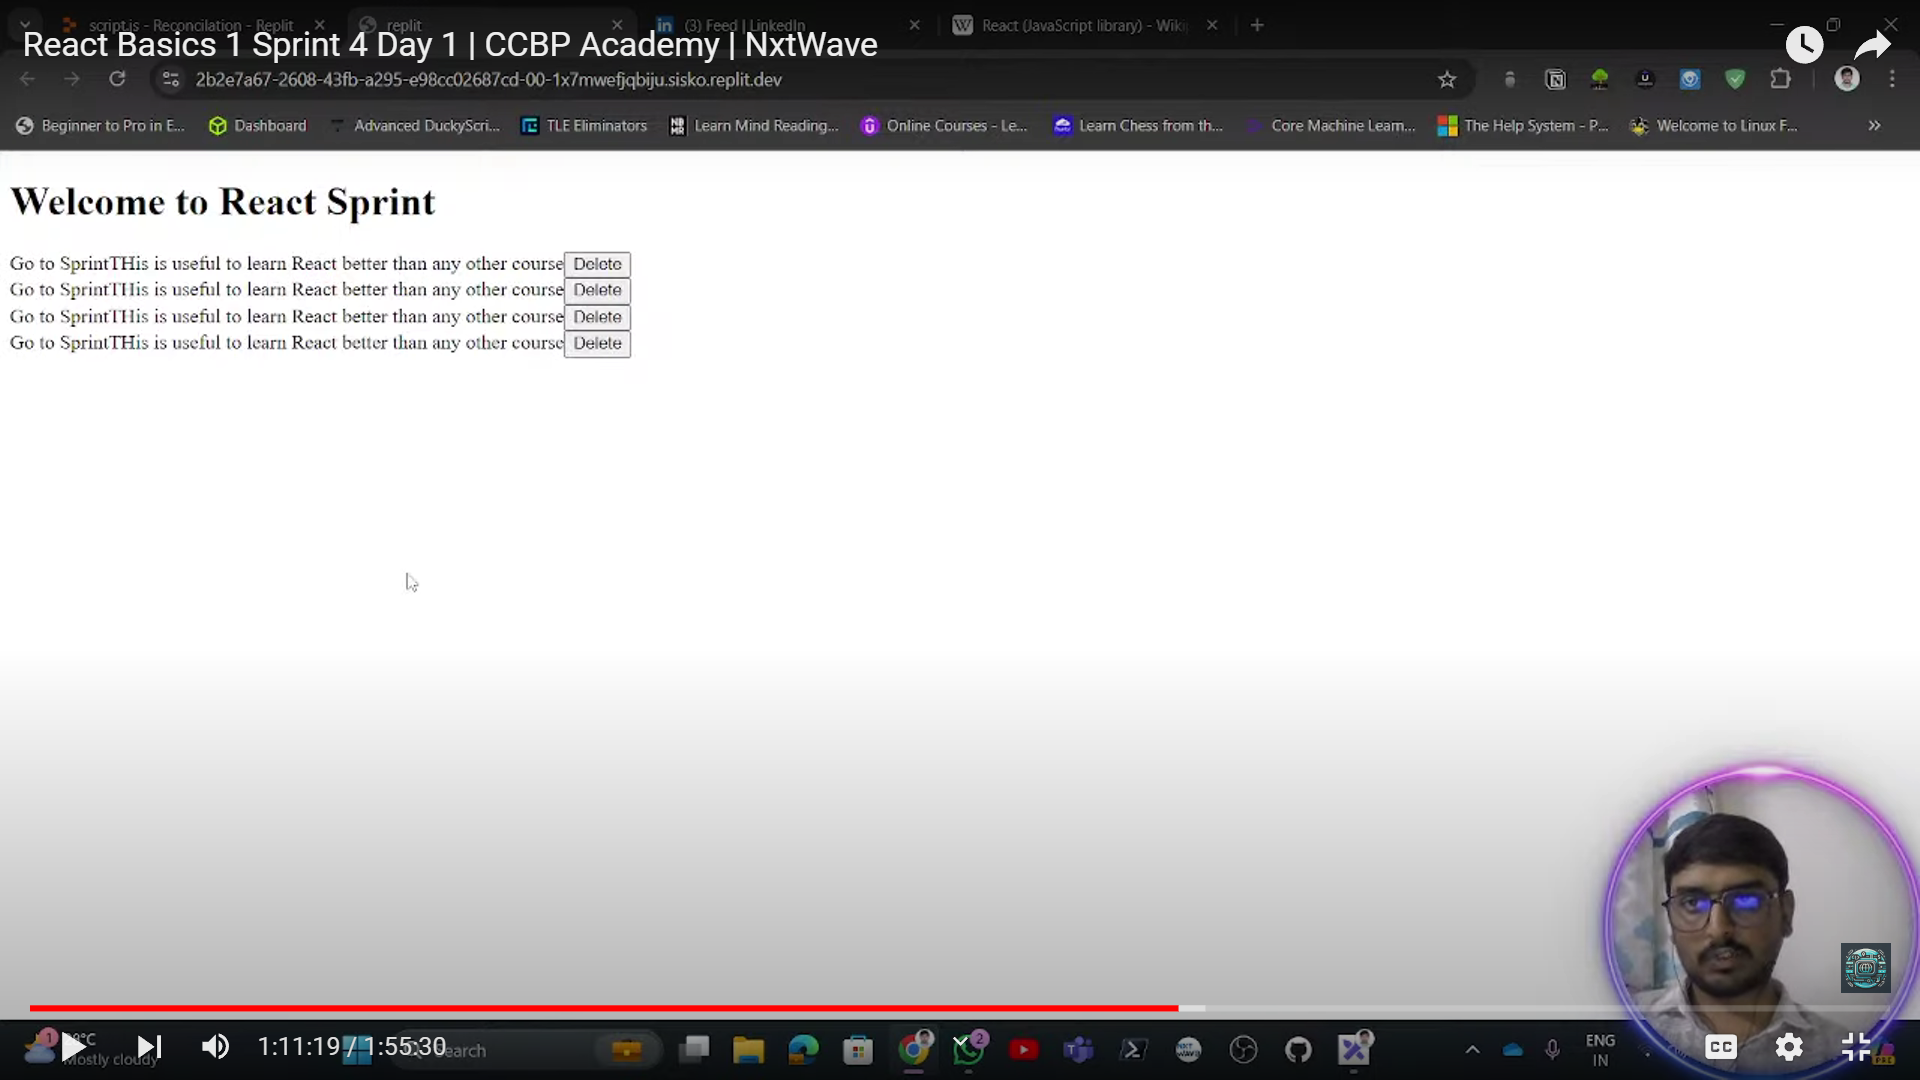 script.js - Reconcilation - Replit
replit
(3) Feed | LinkedIn
React (JavaScript library) - Wiki
React Basics 1 Sprint 4 Day 1 | CCBP Academy | NxtWave
2b2e7a67-2608-43fb-a295-e98cc02687cd-00-1x7mwefjqbiju.sisko.replit.dev
Beginner to Pro in E...
Dashboard
Advanced DuckyScri...
TLE Eliminators
Learn Mind Reading...
Online Courses - Le...
Learn Chess from th...
Core Machine Learn...
The Help System - P...
Welcome to Linux F...
Welcome to React Sprint
Go to SprintTHis is useful to learn React better than any other course Delete
Go to SprintTHis is useful to learn React better than any other course Delete
Go to SprintTHis is useful to learn React better than any other course Delete
Go to SprintTHis is useful to learn React better than any other course Delete
1
Mostly cloudy
1:11:19 / 1:55:30
Search
2
ENG
IN
CC